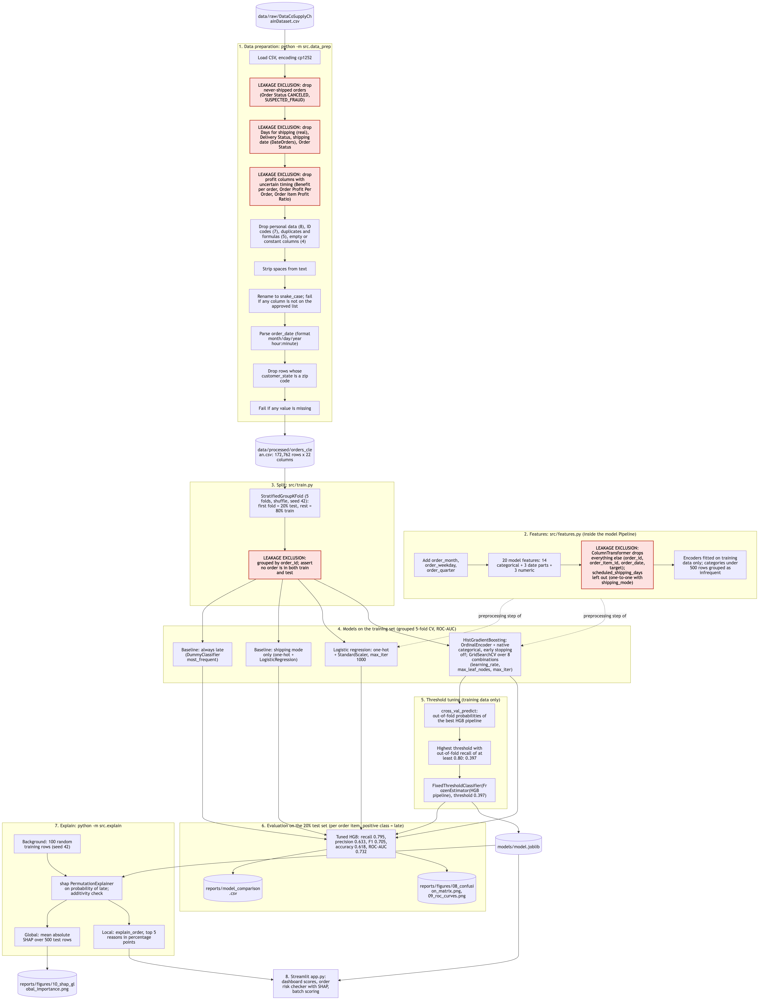 data/raw/DataCoSupplyCh
ainDataset.csv
1. Data preparation: python -m src.data_prep
Load CSV, encoding cp1252
LEAKAGE EXCLUSION: drop
never-shipped orders
(Order Status CANCELED,
SUSPECTED_FRAUD)
LEAKAGE EXCLUSION: drop
Days for shipping (real),
Delivery Status, shipping
date (DateOrders), Order
Status
LEAKAGE EXCLUSION: drop
profit columns with
uncertain timing (Benefit
per order, Order Profit Per
Order, Order Item Profit
Ratio)
Drop personal data (8), ID
codes (7), duplicates and
formulas (5), empty or
constant columns (4)
Strip spaces from text
Rename to snake_case; fail
if any column is not on the
approved list
Parse order_date (format
month/day/year
hour:minute)
Drop rows whose
customer_state is a zip
code
Fail if any value is missing
data/processed/orders_cle
an.csv: 172,762 rows x 22
columns
3. Split: src/train.py
StratifiedGroupKFold (5
folds, shuffle, seed 42):
first fold = 20% test, rest =
80% train
LEAKAGE EXCLUSION:
grouped by order_id; assert
no order is in both train
and test
2. Features: src/features.py (inside the model Pipeline)
Add order_month,
order_weekday,
order_quarter
20 model features: 14
categorical + 3 date parts +
3 numeric
LEAKAGE EXCLUSION:
ColumnTransformer drops
everything else (order_id,
order_item_id, order_date,
target);
scheduled_shipping_days
left out (one-to-one with
shipping_mode)
Encoders fitted on training
data only; categories under
500 rows grouped as
infrequent
preprocessing step of
preprocessing step of
4. Models on the training set (grouped 5-fold CV, ROC-AUC)
Baseline: always late
(DummyClassifier
most_frequent)
Baseline: shipping mode
only (one-hot +
LogisticRegression)
Logistic regression: one-hot
+ StandardScaler, max_iter
1000
HistGradientBoosting:
OrdinalEncoder + native
categorical, early stopping
off; GridSearchCV over 8
combinations
(learning_rate,
max_leaf_nodes, max_iter)
5. Threshold tuning (training data only)
cross_val_predict:
out-of-fold probabilities of
the best HGB pipeline
Highest threshold with
out-of-fold recall of at
least 0.80: 0.397
FixedThresholdClassifier(Fr
ozenEstimator(HGB
pipeline), threshold 0.397)
7. Explain: python -m src.explain
Background: 100 random
training rows (seed 42)
shap PermutationExplainer
on probability of late;
additivity check
Global: mean absolute
SHAP over 500 test rows
Local: explain_order, top 5
reasons in percentage
points
6. Evaluation on the 20% test set (per order item, positive class = late)
Tuned HGB: recall 0.795,
precision 0.633, F1 0.705,
accuracy 0.618, ROC-AUC
0.732
models/model.joblib
reports/model_comparison
.csv
reports/figures/08_confusi
on_matrix.png,
09_roc_curves.png
reports/figures/10_shap_gl
obal_importance.png
8. Streamlit app.py:
dashboard scores, order
risk checker with SHAP,
batch scoring